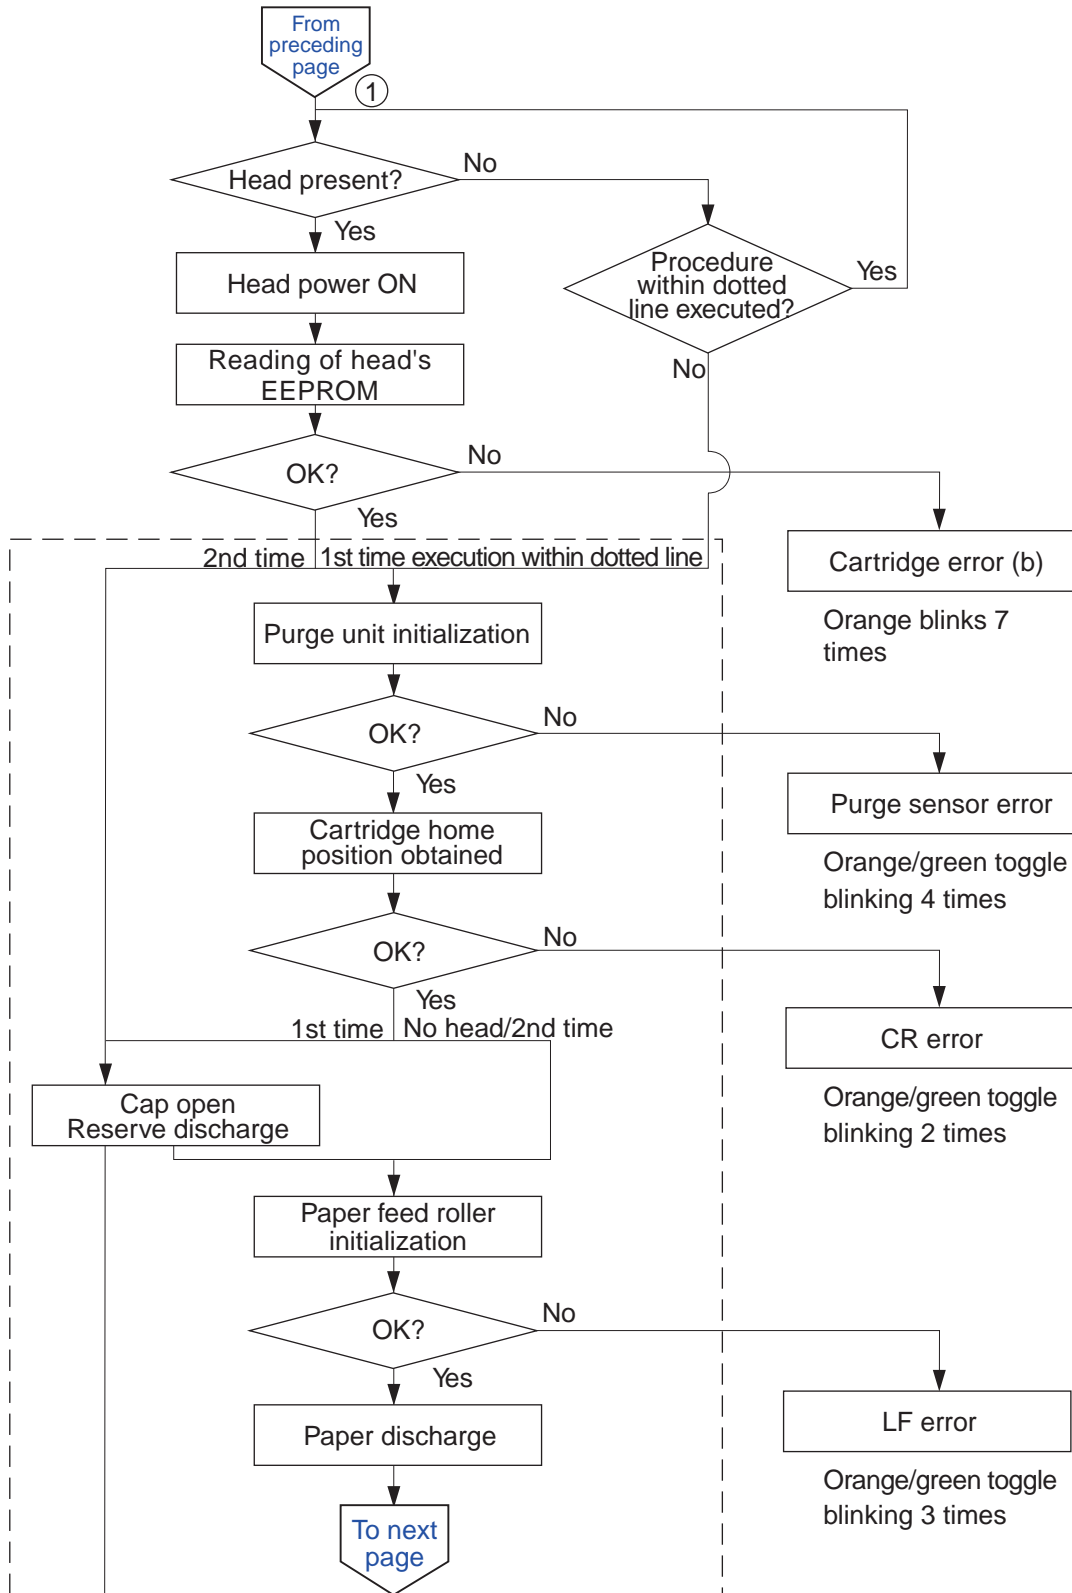 From
preceding
page
1
Head present?
No
Yes
Head power ON
Procedure
within dotted
line executed?
Yes
No
Reading of head's
EEPROM
OK?
No
Yes
2nd time
1st time execution within dotted line
Cartridge error (b)
Orange blinks 7
times
Purge unit initialization
OK?
No
Yes
Purge sensor error
Orange/green toggle
blinking 4 times
Cartridge home
position obtained
OK?
No
Yes
1st time
No head/2nd time
CR error
Orange/green toggle
blinking 2 times
Cap open
Reserve discharge
Paper feed roller
initialization
OK?
No
Yes
LF error
Orange/green toggle
blinking 3 times
Paper discharge
To next
page